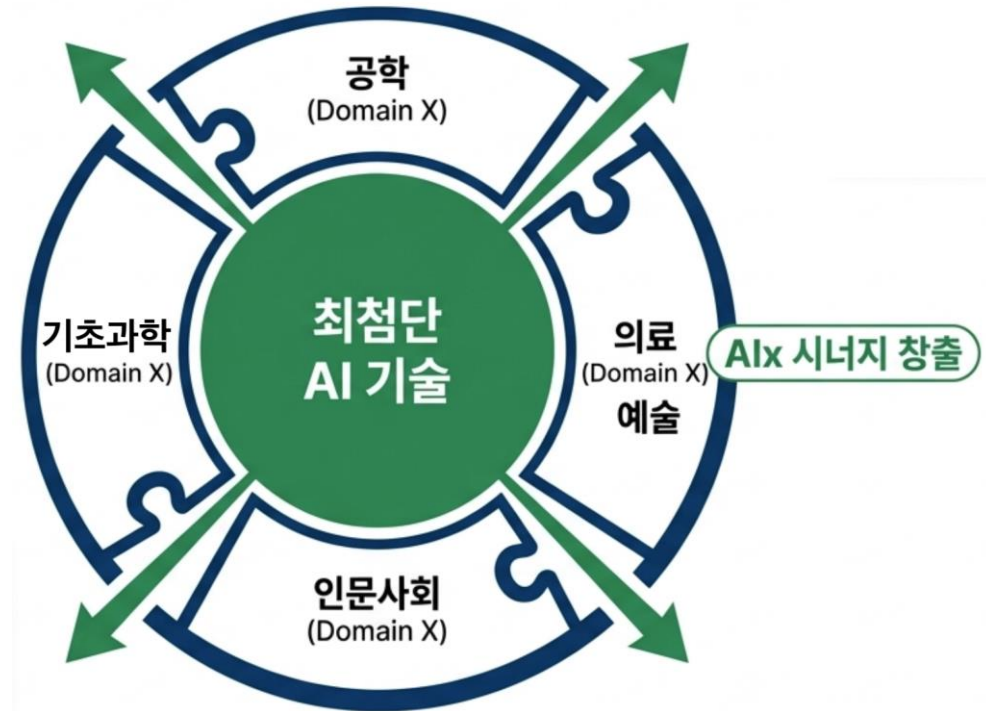 공학
(Domain X)
기초과학
(Domain X)
최첨단
AI 기술
의료
(Domain X)
예술
AIx 시너지 창출
인문사회
(Domain X)